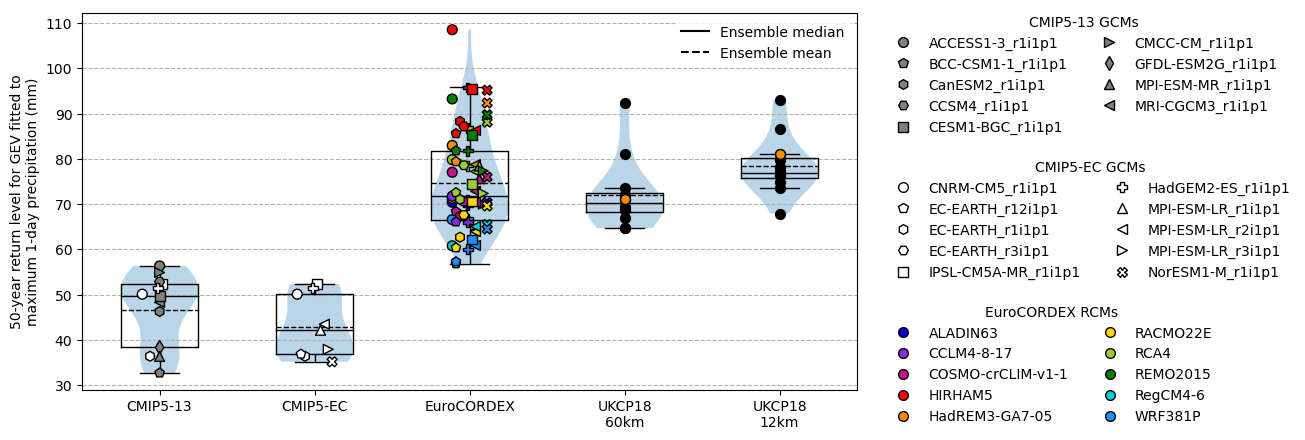 50-year return level for GEV fitted to
maximum 1-day precipitation (mm)
110
100
90
80
70
60
50
40
30
Ensemble median
Ensemble mean
CMIP5-13
CMIP5-EC
EuroCORDEX
UKCP18
60km
UKCP18
12km
CMIP5-13 GCMs
ACCESS1-3_r1i1p1
BCC-CSM1-1_r1i1p1
CanESM2_r1i1p1
CCSM4_r1i1p1
CESM1-BGC_r1i1p1
CMCC-CM_r1i1p1
GFDL-ESM2G_r1i1p1
MPI-ESM-MR_r1i1p1
MRI-CGCM3_r1i1p1
CMIP5-EC GCMs
CNRM-CM5_r1i1p1
EC-EARTH_r12i1p1
EC-EARTH_r1i1p1
EC-EARTH_r3i1p1
IPSL-CM5A-MR_r1i1p1
HadGEM2-ES_r1i1p1
MPI-ESM-LR_r1i1p1
MPI-ESM-LR_r2i1p1
MPI-ESM-LR_r3i1p1
NorESM1-M_r1i1p1
EuroCORDEX RCMs
ALADIN63
CCLM4-8-17
COSMO-crCLIM-v1-1
HIRHAM5
HadREM3-GA7-05
RACMO22E
RCA4
REMO2015
RegCM4-6
WRF381P